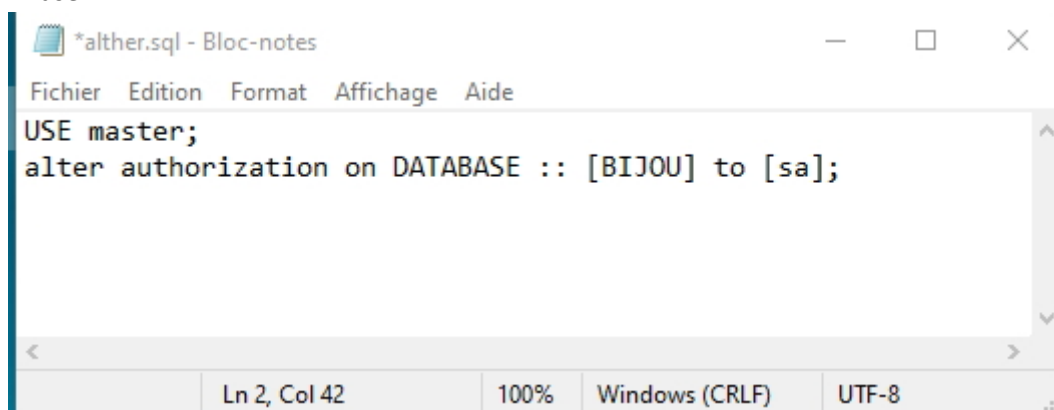 *alther.sql - Bloc-notes
Fichier Edition Format Affichage Aide
USE master;
alter authorization on DATABASE :: [BIJOU] to [sa];
Ln 2, Col 42 100% Windows (CRLF) UTF-8